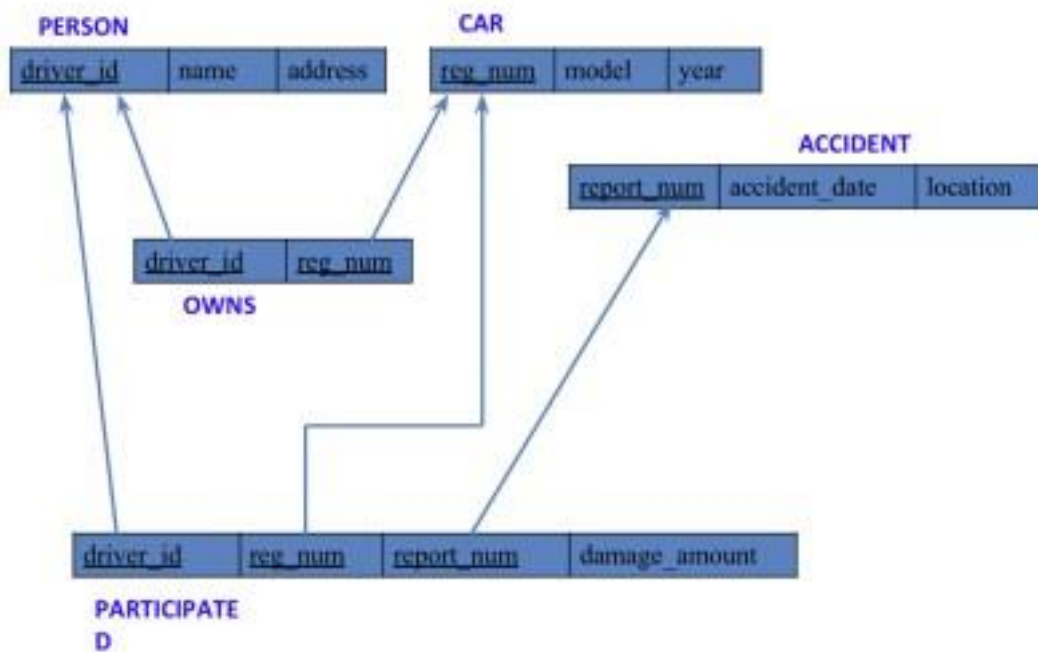 PERSON
CAR
driver_id name address
reg_num model year
ACCIDENT
report_num accident_date location
driver_id reg_num
OWNS
driver_id reg_num report_num damage_amount
PARTICIPATE
D